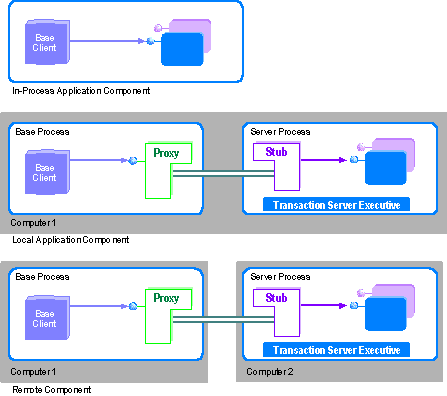 Base
Client
In-Process Application Component
Base Process
Server Process
Proxy
Stub
Base
Client
Transaction Server Executive
Computer 1
Local Application Component
Base Process
Server Process
Proxy
Stub
Base
Client
Transaction Server Executive
Computer 1
Computer 2
Remote Component